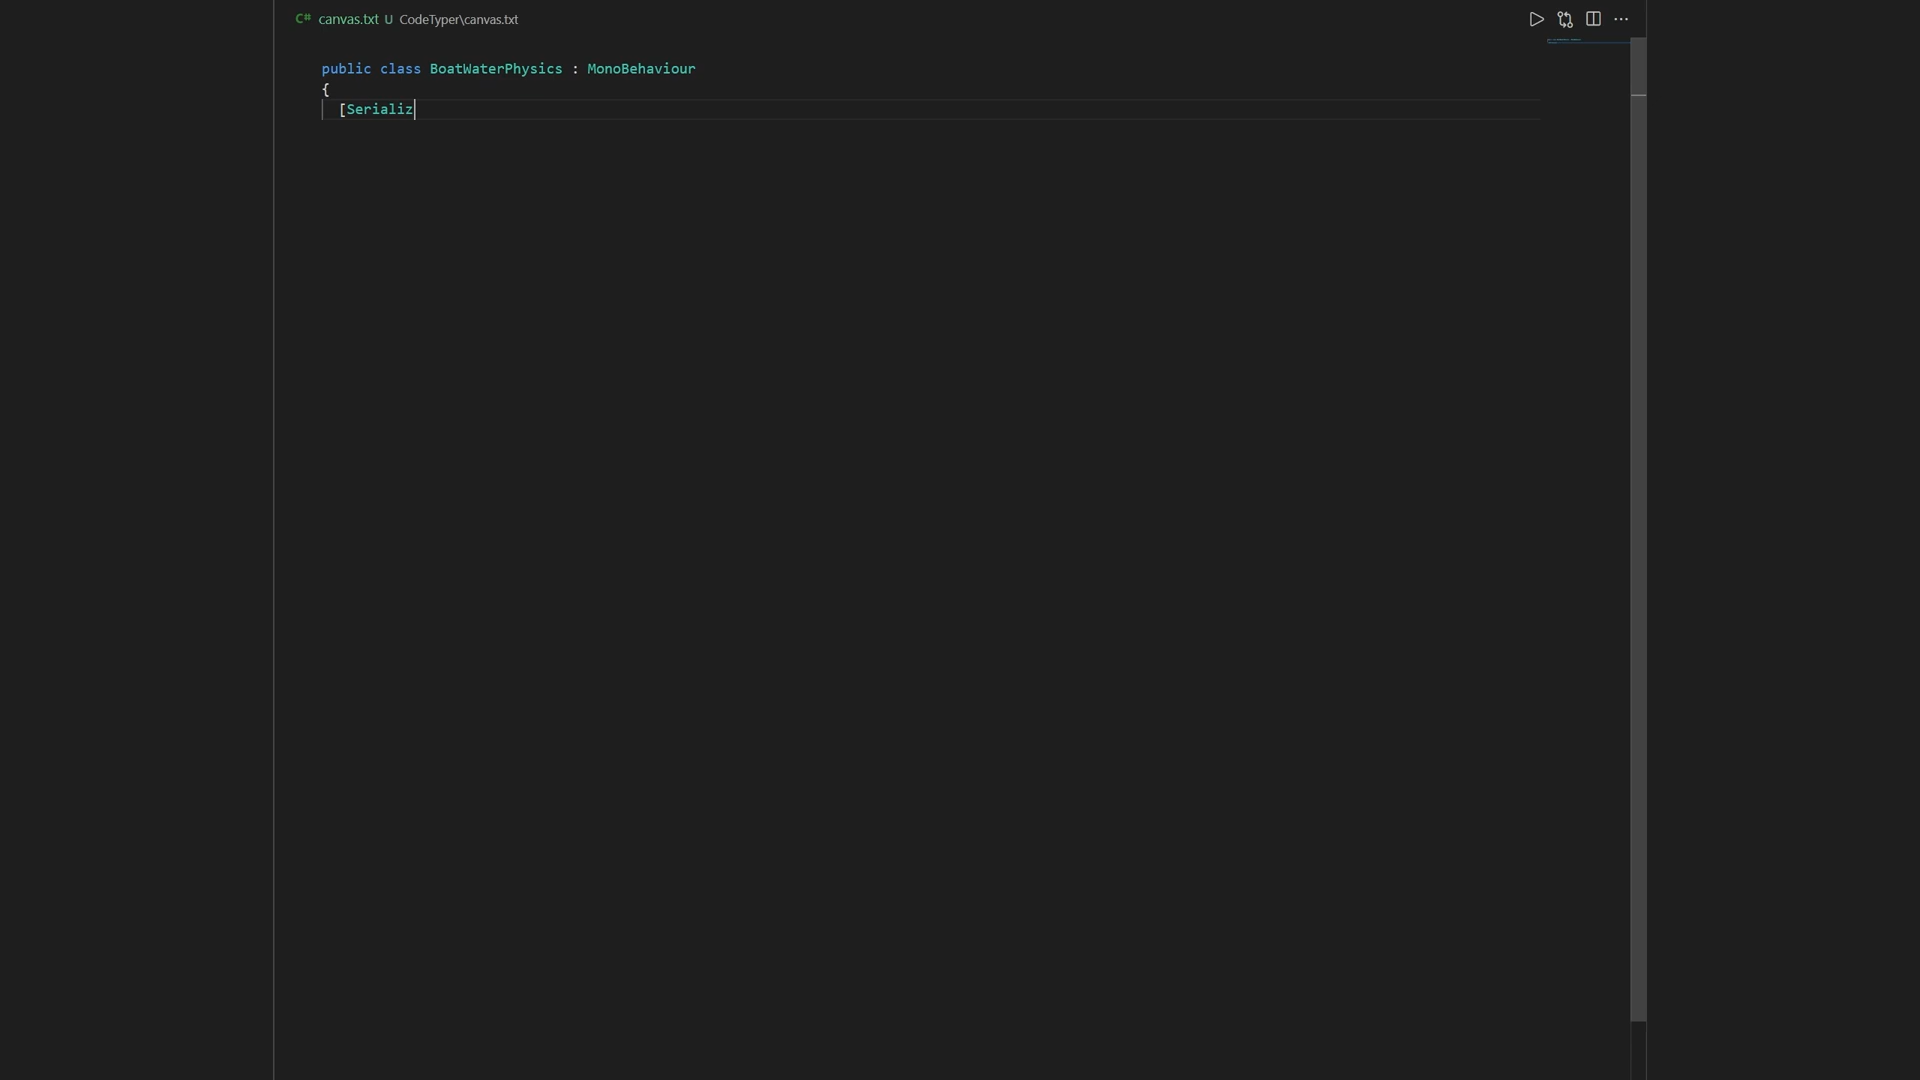 C# canvas.txt U CodeTyper\canvas.txt
public class BoatWaterPhysics : MonoBehaviour
{
[Serializ